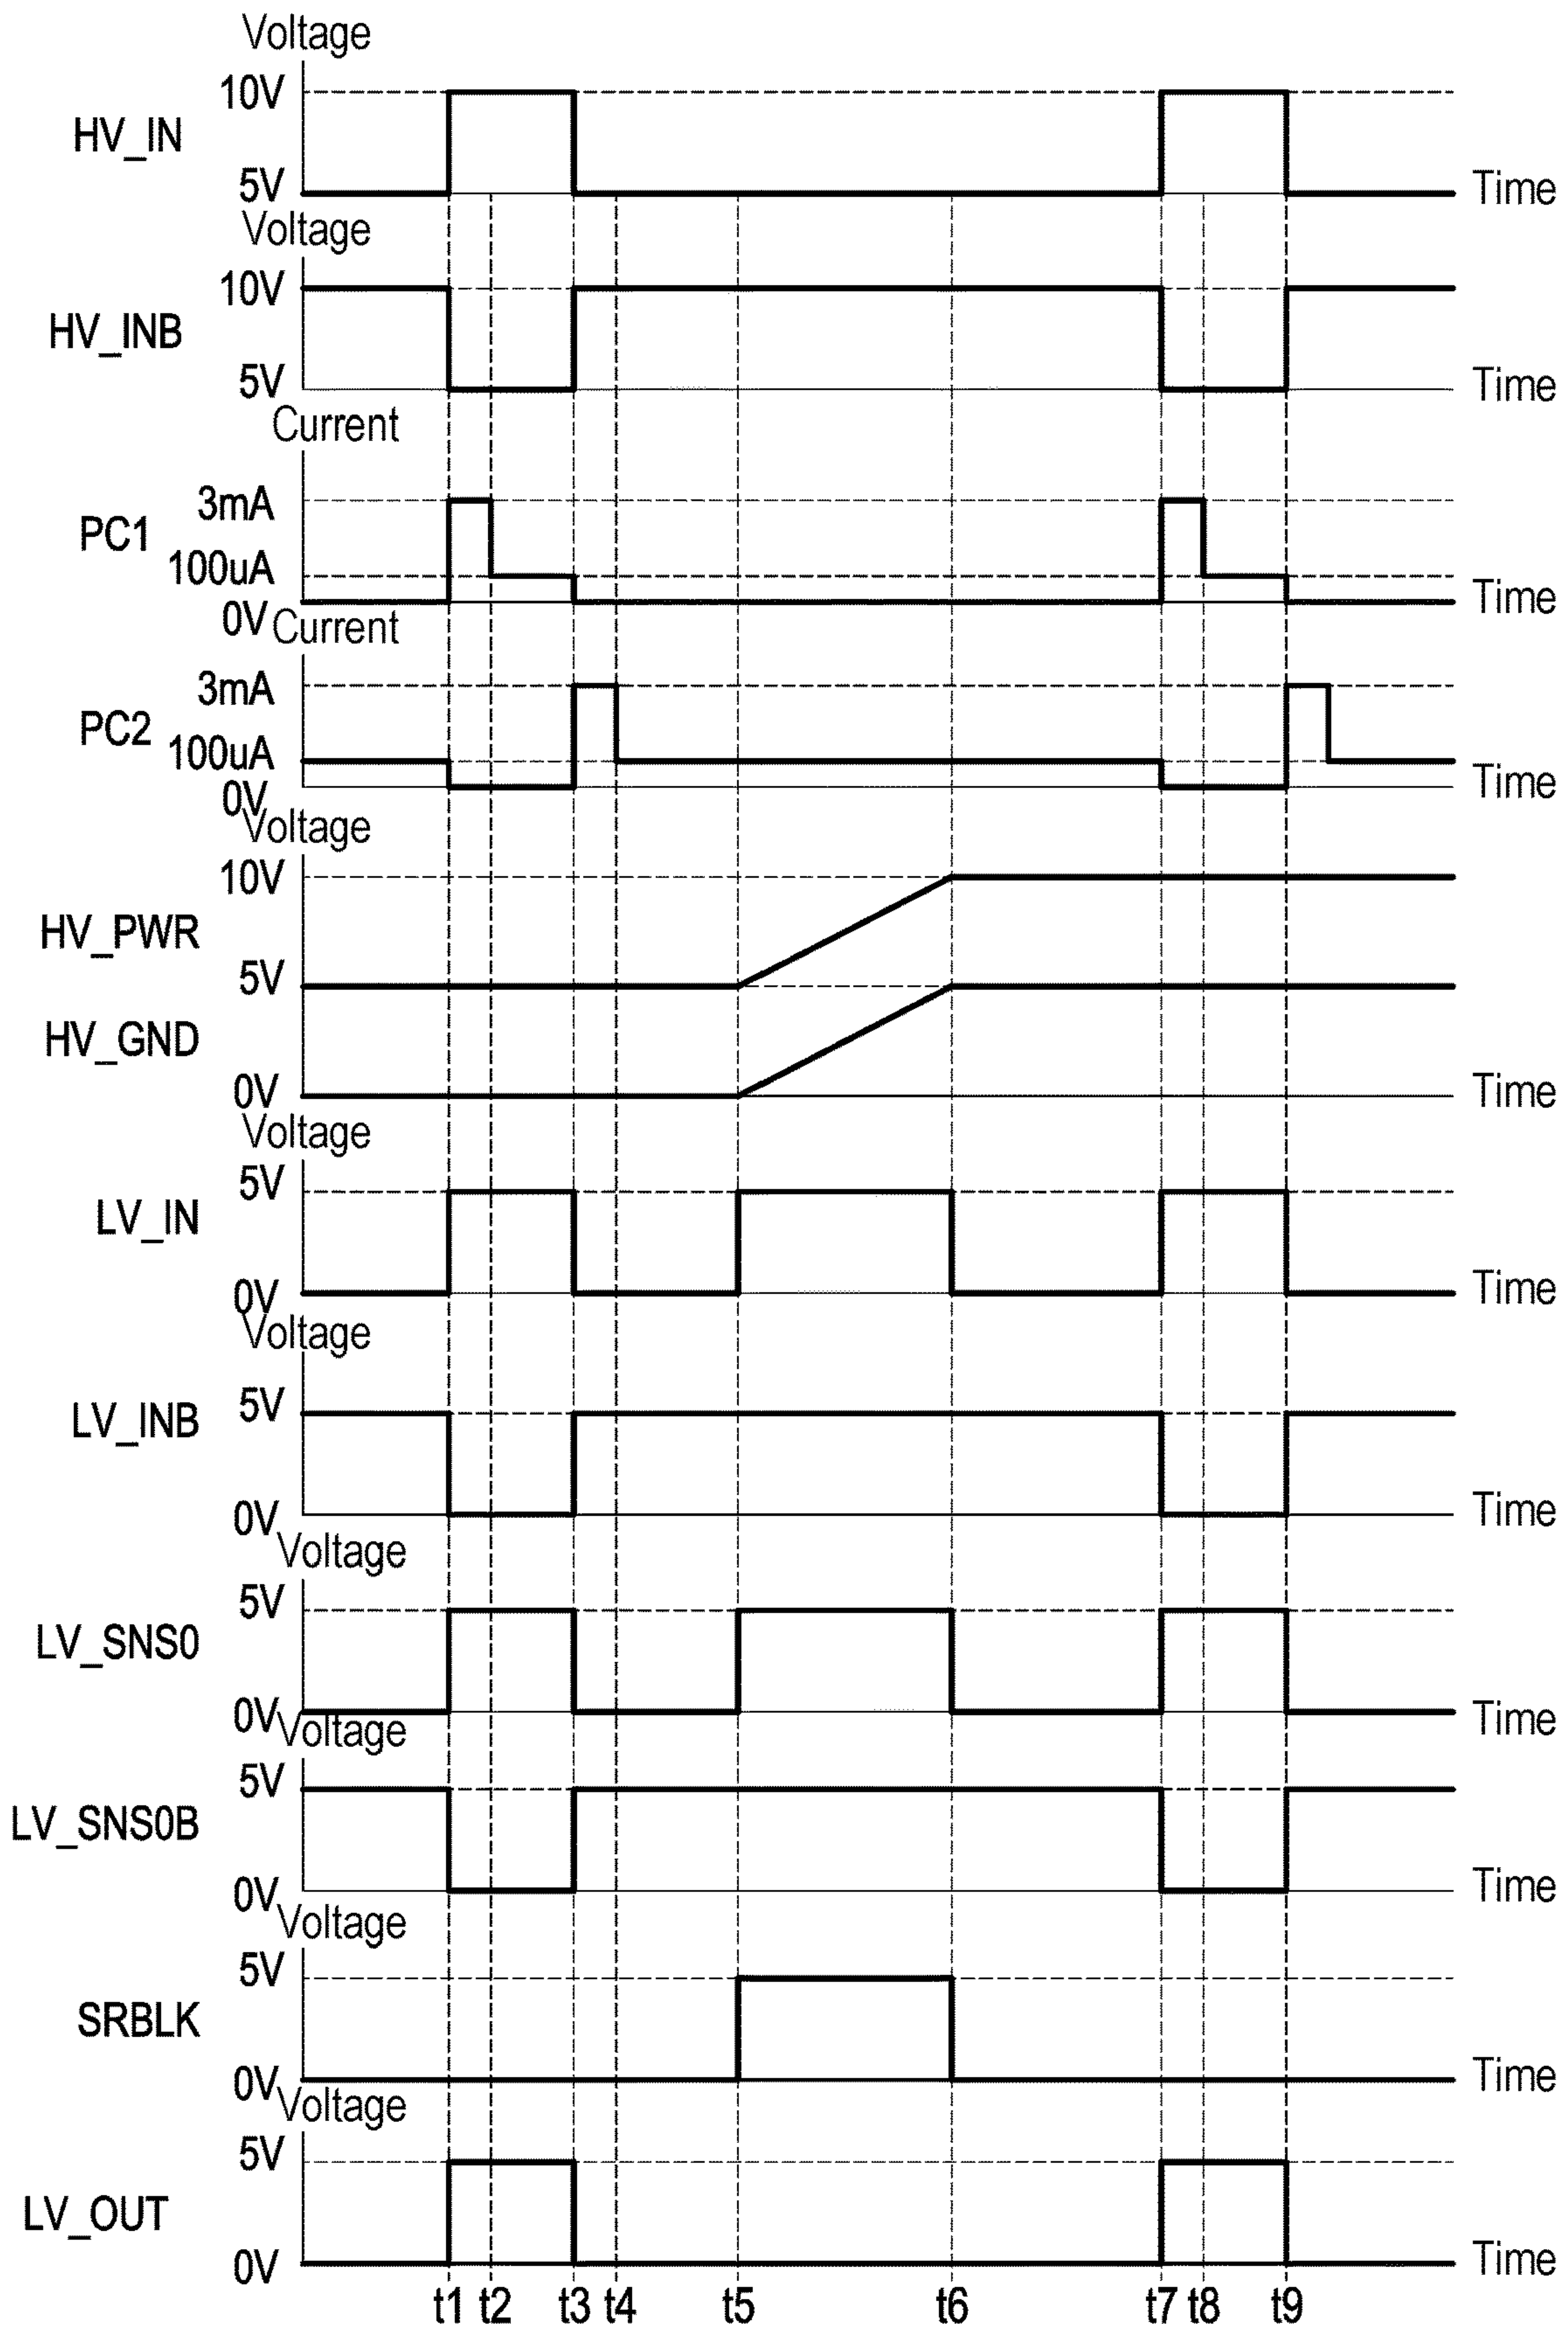 Voltage
10V
HV_IN
5V
Time
Voltage
10V
HV_INB
5V
Time
Current
3mA
PC1
100uA
0V
Time
Current
3mA
PC2
100uA
0V
Time
Voltage
10V
HV_PWR
5V
HV_GND
0V
Time
Voltage
5V
LV_IN
0V
Time
Voltage
5V
LV_INB
0V
Time
Voltage
5V
LV_SNS0
0V
Time
Voltage
5V
LV_SNS0B
0V
Time
Voltage
5V
SRBLK
0V
Time
Voltage
5V
LV_OUT
0V
Time
t1 t2 t3 t4 t5 t6 t7 t8 t9